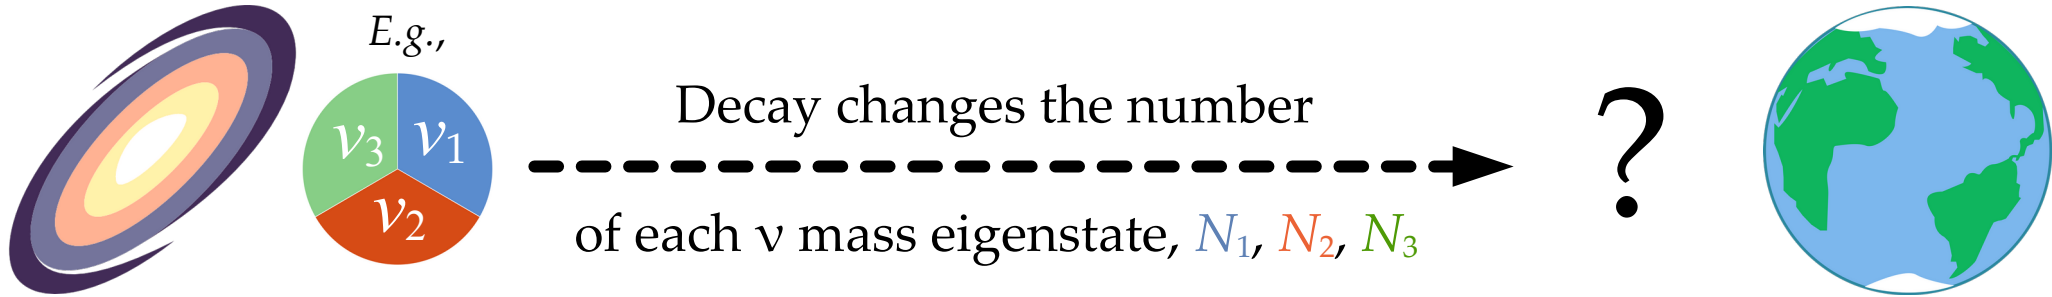 E.g.,
ν₃ ν₁
ν₂
Decay changes the number
of each ν mass eigenstate, N₁, N₂, N₃
?